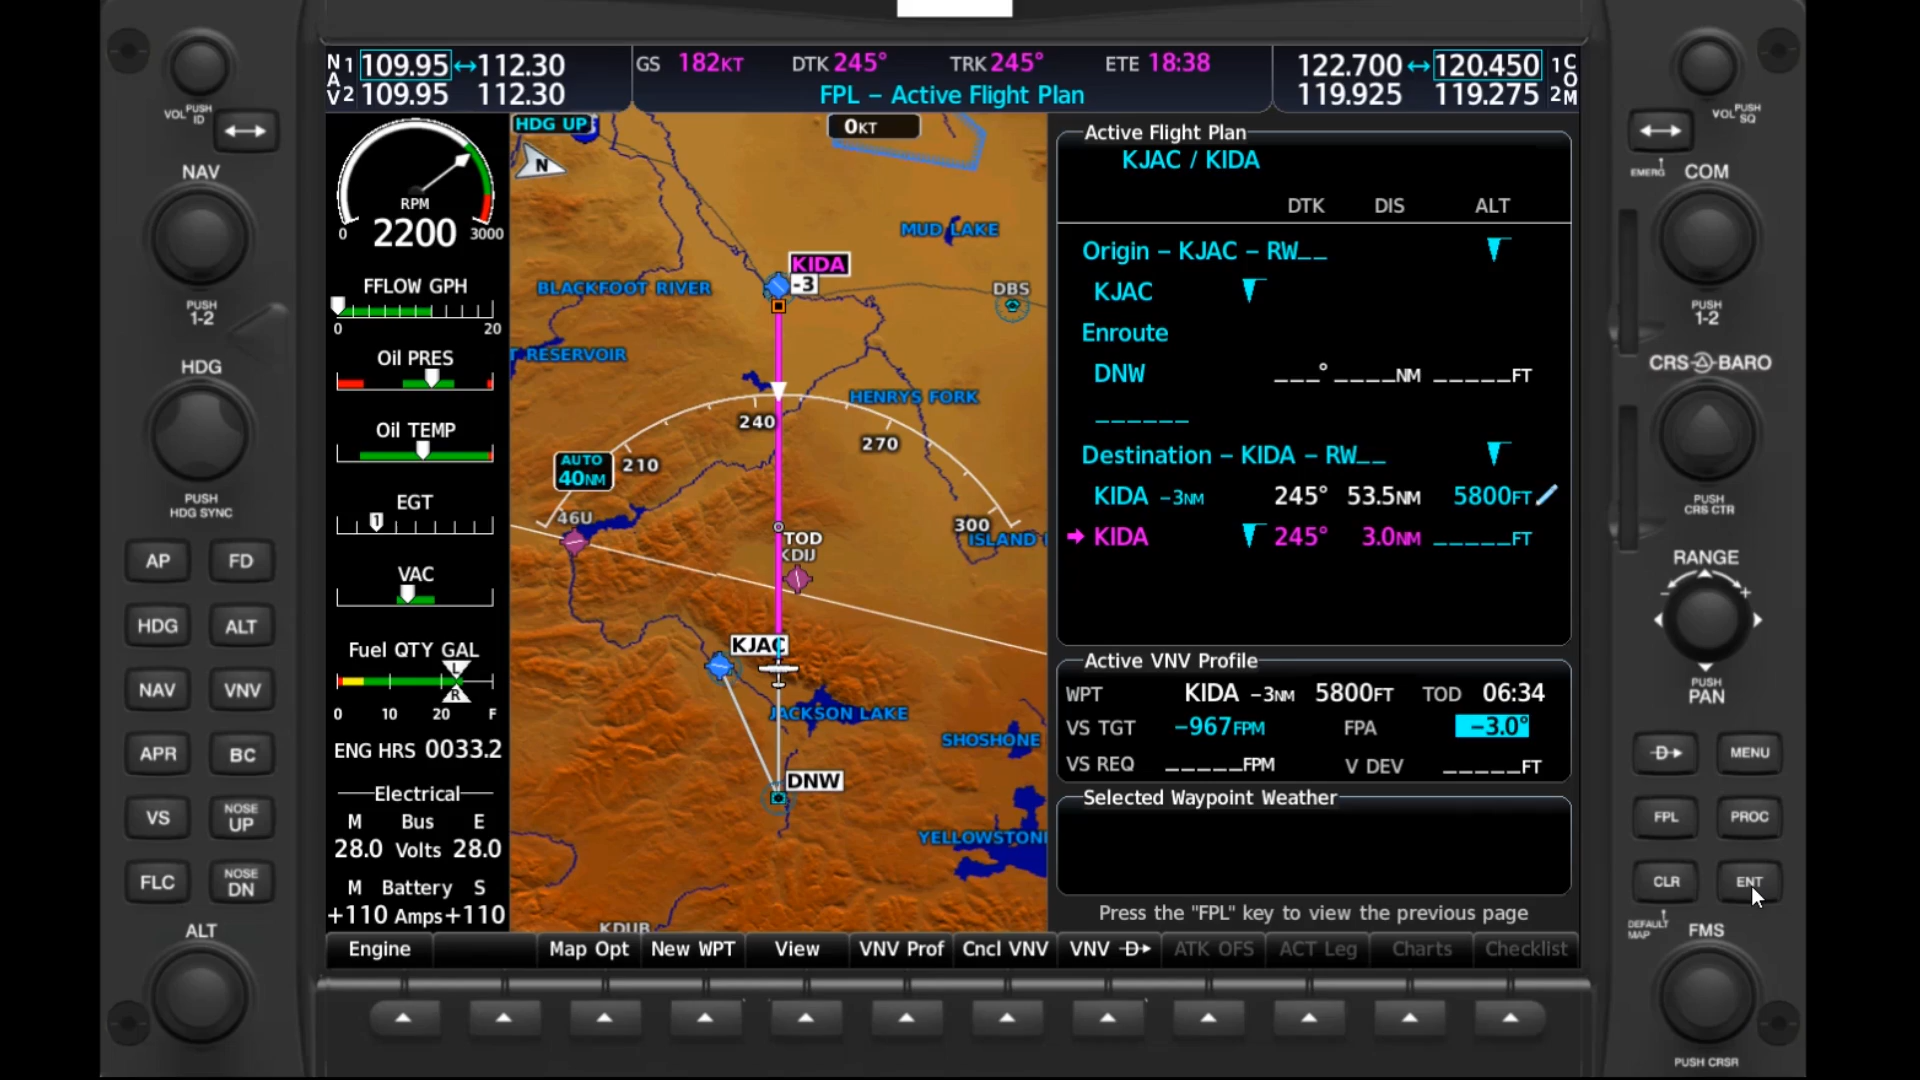 N
A
V
1 109.95 ↔ 112.30
2 109.95 112.30
GS 182KT DTK 245° TRK 245° ETE 18:38
FPL – Active Flight Plan
122.700 ↔ 120.450 1
119.925 119.275 2
C
O
M
VOL PUSH ID
NAV
PUSH
1-2
HDG
PUSH
HDG SYNC
AP FD
HDG ALT
NAV VNV
APR BC
VS NOSE UP
FLC NOSE DN
ALT
RPM
0 2200 3000
FFLOW GPH
0 20
Oil PRES
Oil TEMP
EGT
1
VAC
Fuel QTY GAL
L
R
0 10 20 F
ENG HRS 0033.2
Electrical
M Bus E
28.0 Volts 28.0
M Battery S
+110 Amps +110
HDG UP
N
0KT
MUD LAKE
KIDA
-3
BLACKFOOT RIVER
DBS
T RESERVOIR
HENRYS FORK
240
270
210
AUTO
40NM
46U
300
ISLAND
TOD
KDIJ
KJAC
JACKSON LAKE
SHOSHONE
DNW
YELLOWSTON
KDUB
Active Flight Plan
KJAC / KIDA
DTK DIS ALT
Origin – KJAC – RW__
KJAC
Enroute
DNW ___° ____NM _____FT
______
Destination – KIDA – RW__
KIDA -3NM 245° 53.5NM 5800FT
KIDA 245° 3.0NM _____FT
Active VNV Profile
WPT KIDA -3NM 5800FT TOD 06:34
VS TGT -967FPM FPA -3.0°
VS REQ _____FPM V DEV _____FT
Selected Waypoint Weather
Press the "FPL" key to view the previous page
Engine Map Opt New WPT View VNV Prof Cncl VNV VNV D→ ATK OFS ACT Leg Charts Checklist
VOL PUSH SQ
EMERG
COM
PUSH
1-2
CRS BARO
PUSH
CRS CTR
RANGE
- +
PUSH
PAN
D→ MENU
FPL PROC
CLR ENT
DEFAULT MAP
FMS
PUSH CRSR